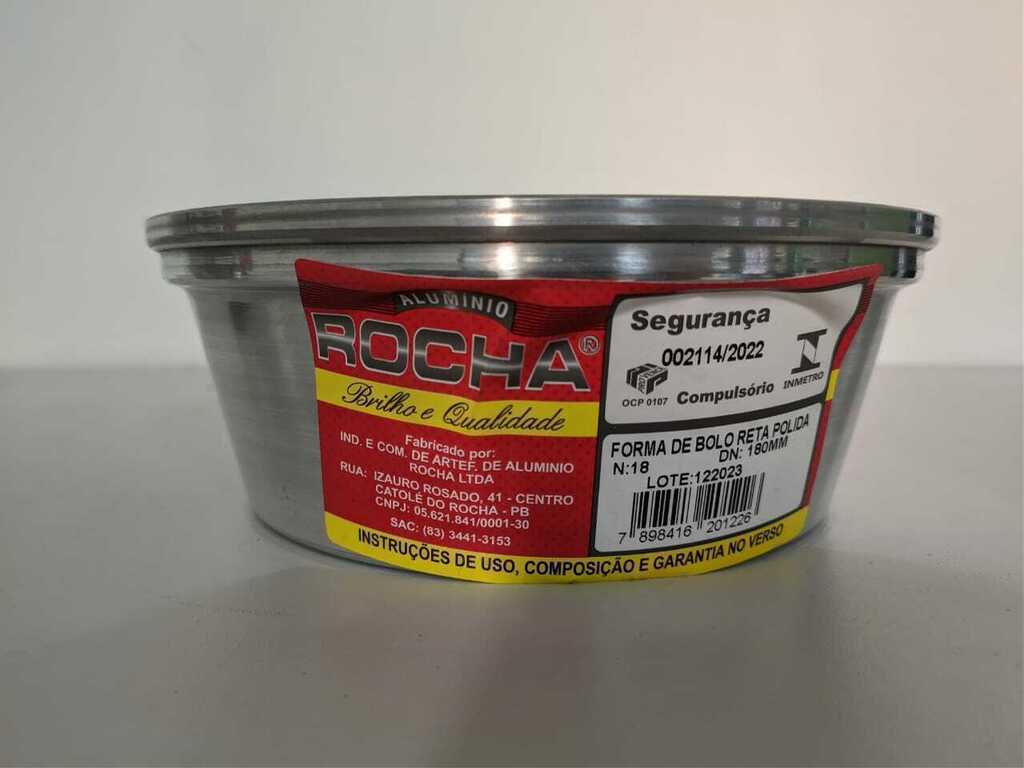 ALUMÍNIO
ROCHA®
Brilho e Qualidade
Fabricado por:
IND. E COM. DE ARTEF. DE ALUMINIO
ROCHA LTDA
RUA: IZAURO ROSADO, 41 - CENTRO
CATOLÉ DO ROCHA - PB
CNPJ: 05.621.841/0001-30
SAC: (83) 3441-3153
Segurança
002114/2022
OCP 0107
Compulsório
INMETRO
FORMA DE BOLO RETA POLIDA
N:18 DN: 180MM
LOTE:122023
7 898416 201226
INSTRUÇÕES DE USO, COMPOSIÇÃO E GARANTIA NO VERSO